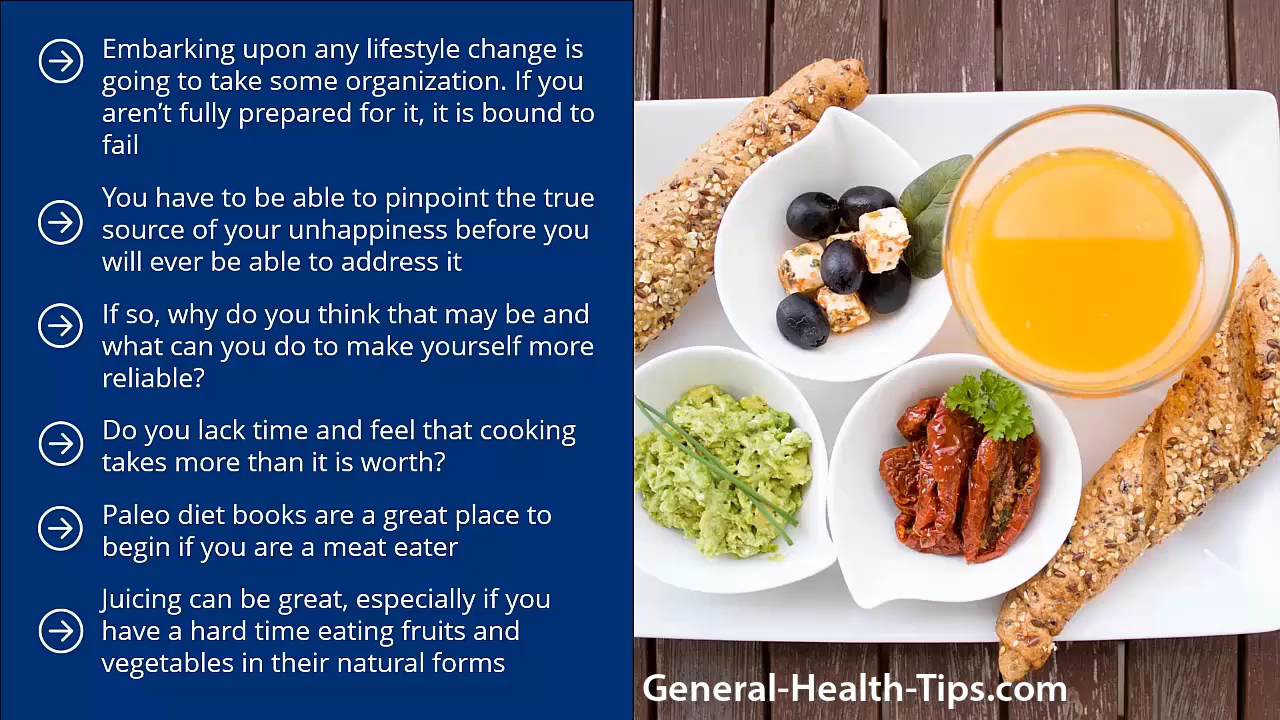 Embarking upon any lifestyle change is
going to take some organization. If you
aren’t fully prepared for it, it is bound to
fail
You have to be able to pinpoint the true
source of your unhappiness before you
will ever be able to address it
If so, why do you think that may be and
what can you do to make yourself more
reliable?
Do you lack time and feel that cooking
takes more than it is worth?
Paleo diet books are a great place to
begin if you are a meat eater
Juicing can be great, especially if you
have a hard time eating fruits and
vegetables in their natural forms
General-Health-Tips.com